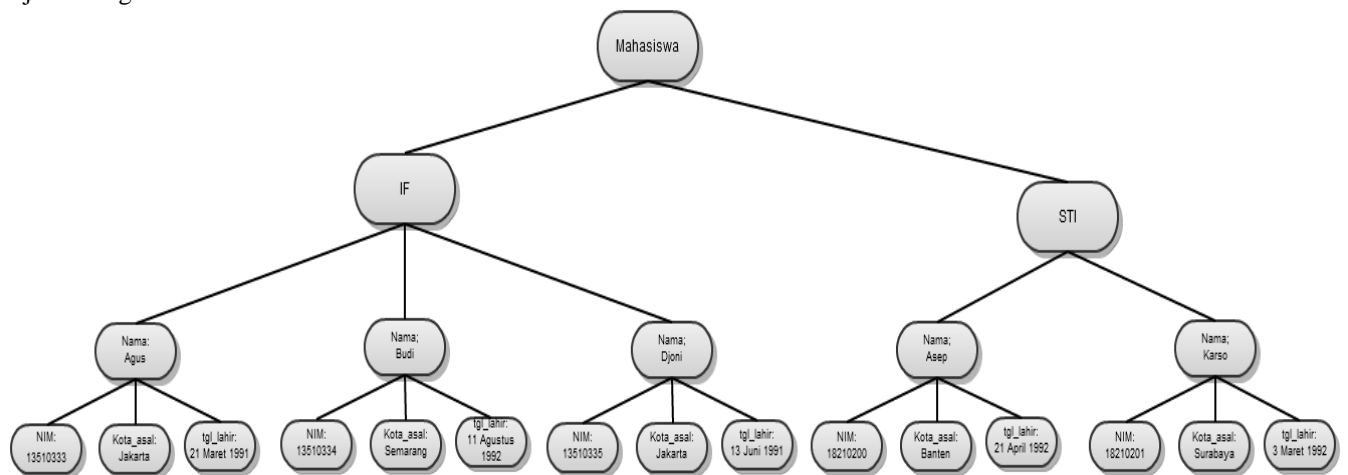 Mahasiswa
IF
STI
Nama:
Agus
Nama;
Budi
Nama;
Djoni
Nama;
Asep
Nama;
Karso
NIM:
13510333
Kota_asal:
Jakarta
tgl_lahir:
21 Maret 1991
NIM:
13510334
Kota_asal:
Semarang
tgl_lahir:
11 Agustus
1992
NIM:
13510335
Kota_asal:
Jakarta
tgl_lahir:
13 Juni 1991
NIM:
18210200
Kota_asal:
Banten
tgl_lahir:
21 April 1992
NIM:
18210201
Kota_asal:
Surabaya
tgl_lahir:
3 Maret 1992